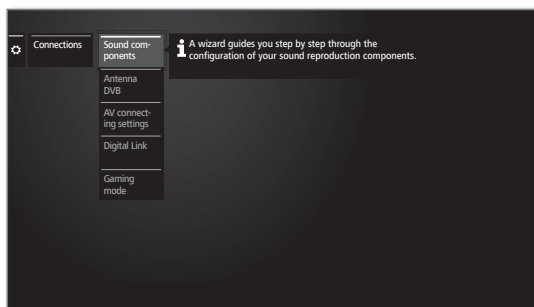 Connections
Sound com-
ponents
A wizard guides you step by step through the
configuration of your sound reproduction components.
Antenna
DVB
AV connect-
ing settings
Digital Link
Gaming
mode